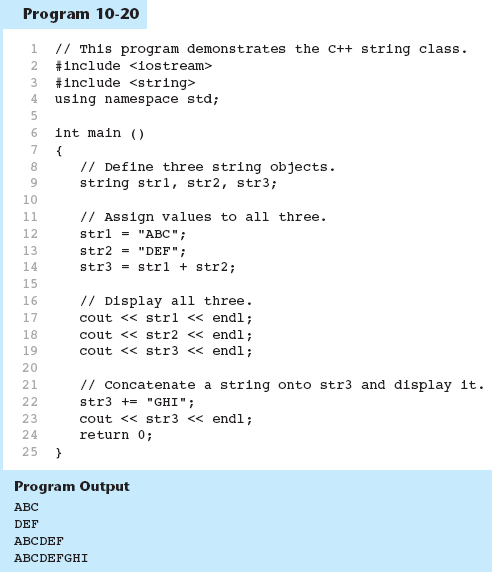 Program 10-20
1 // This program demonstrates the C++ string class.
2 #include <iostream>
3 #include <string>
4 using namespace std;
5
6 int main ()
7 {
8 // Define three string objects.
9 string str1, str2, str3;
10
11 // Assign values to all three.
12 str1 = "ABC";
13 str2 = "DEF";
14 str3 = str1 + str2;
15
16 // Display all three.
17 cout << str1 << endl;
18 cout << str2 << endl;
19 cout << str3 << endl;
20
21 // Concatenate a string onto str3 and display it.
22 str3 += "GHI";
23 cout << str3 << endl;
24 return 0;
25 }
Program Output
ABC
DEF
ABCDEF
ABCDEFGHI